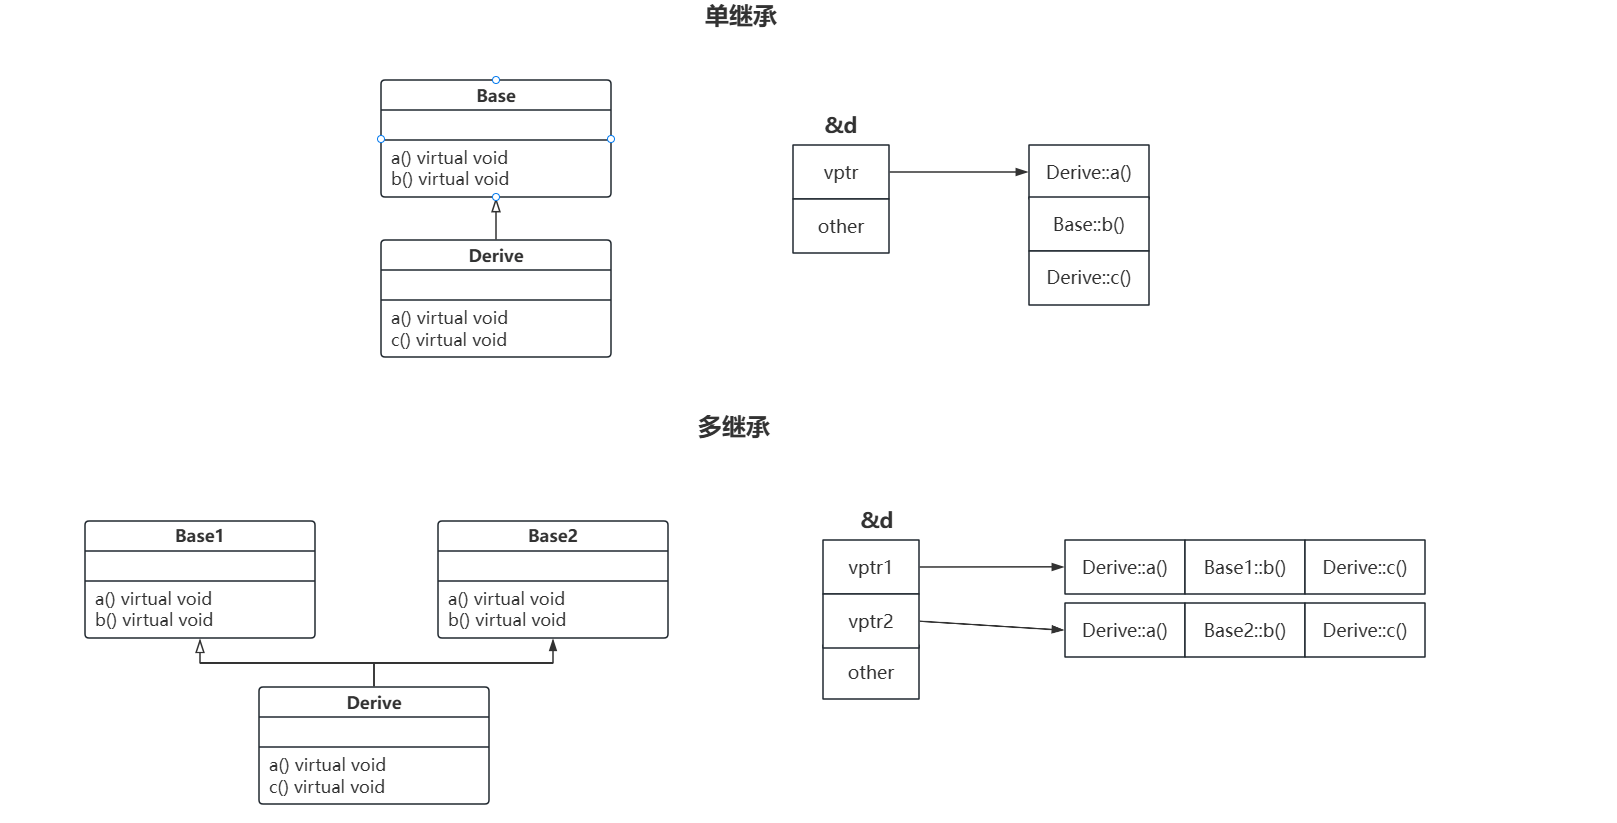 单继承
Base
a() virtual void
b() virtual void
Derive
a() virtual void
c() virtual void
&d
vptr
other
Derive::a()
Base::b()
Derive::c()
多继承
Base1
a() virtual void
b() virtual void
Base2
a() virtual void
b() virtual void
Derive
a() virtual void
c() virtual void
&d
vptr1
vptr2
other
Derive::a() Base1::b() Derive::c()
Derive::a() Base2::b() Derive::c()